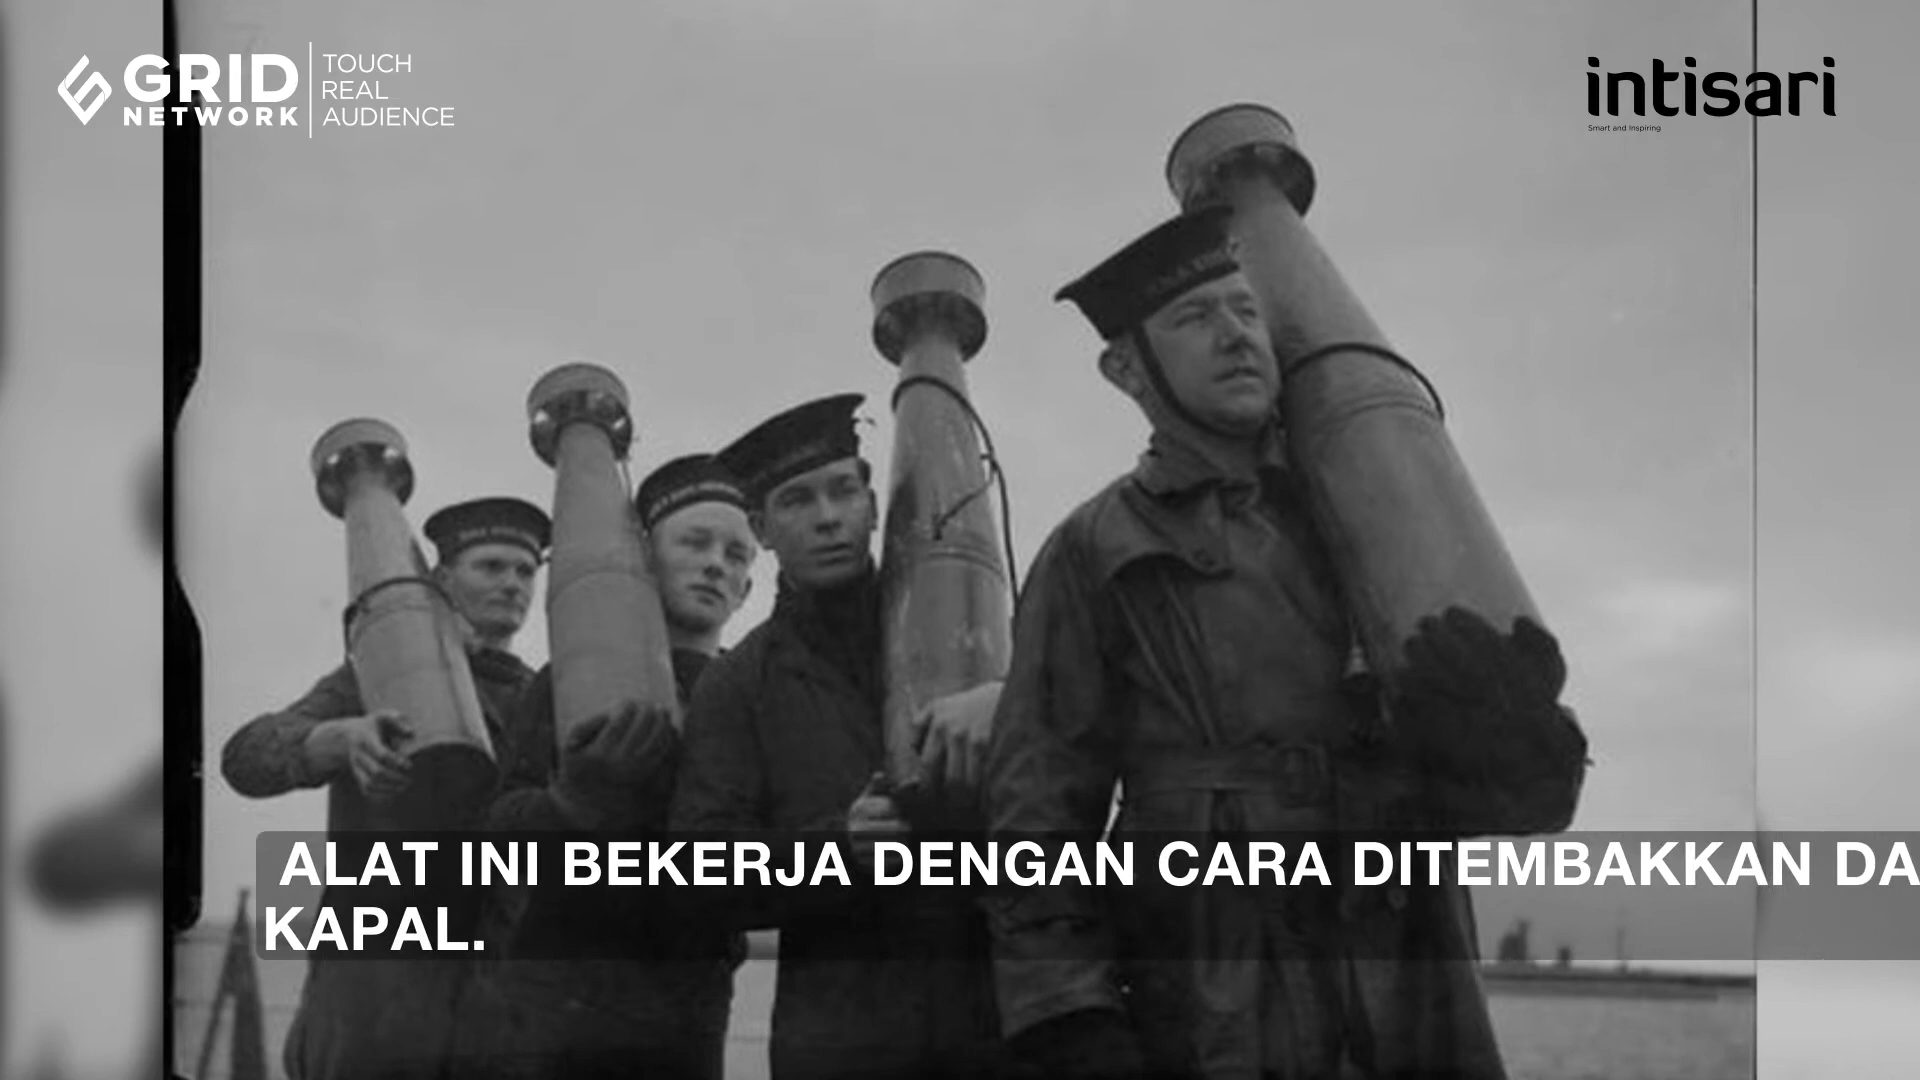 GRID
NETWORK
TOUCH
REAL
AUDIENCE
intisari
Smart and Inspiring
ALAT INI BEKERJA DENGAN CARA DITEMBAKKAN DA
KAPAL.